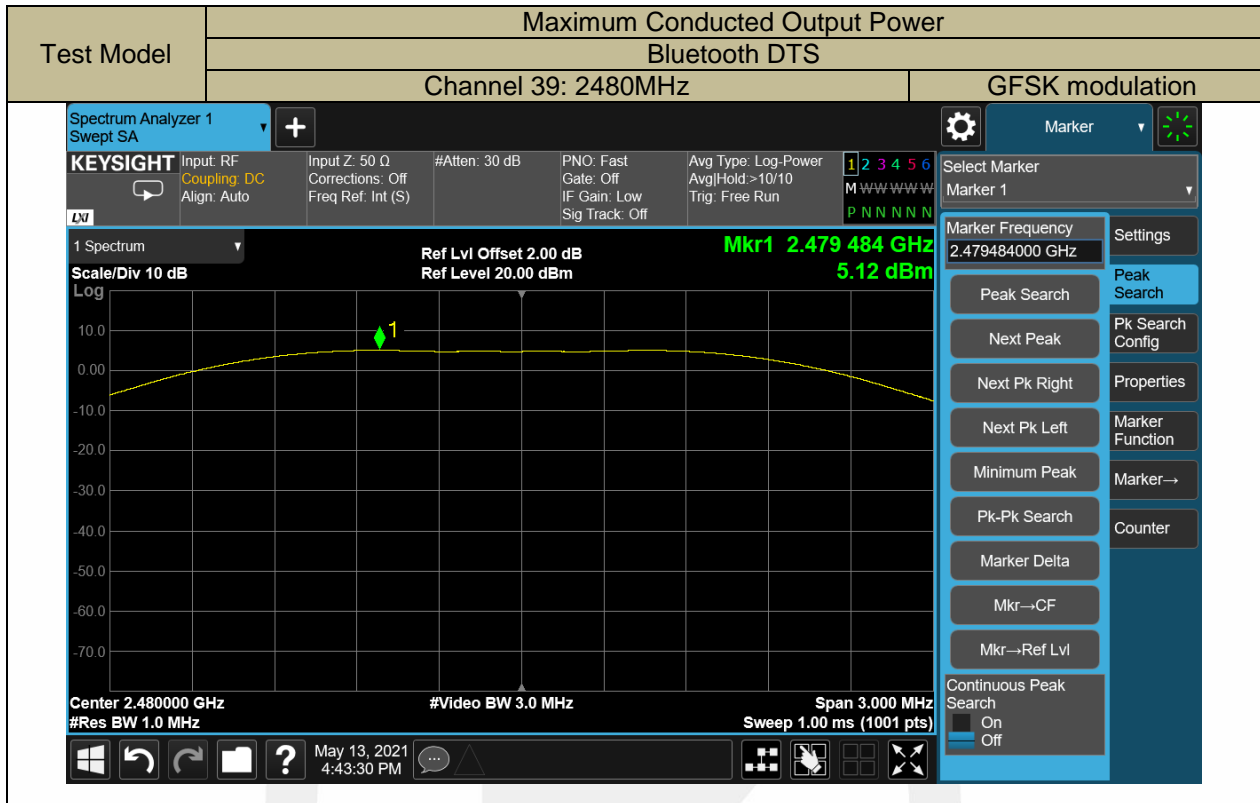 Test Model
Maximum Conducted Output Power
Bluetooth DTS
Channel 39: 2480MHz
GFSK modulation
Spectrum Analyzer 1
Swept SA
Marker
KEYSIGHT
LXI
Input: RF
Coupling: DC
Align: Auto
Input Z: 50 Ω
Corrections: Off
Freq Ref: Int (S)
#Atten: 30 dB
PNO: Fast
Gate: Off
IF Gain: Low
Sig Track: Off
Avg Type: Log-Power
Avg|Hold:>10/10
Trig: Free Run
1 2 3 4 5 6
M W W W W W
P N N N N N
Select Marker
Marker 1
1 Spectrum
Scale/Div 10 dB
Log
Ref Lvl Offset 2.00 dB
Ref Level 20.00 dBm
Mkr1 2.479 484 GHz
5.12 dBm
1
10.0
0.00
-10.0
-20.0
-30.0
-40.0
-50.0
-60.0
-70.0
Center 2.480000 GHz
#Res BW 1.0 MHz
#Video BW 3.0 MHz
Span 3.000 MHz
Sweep 1.00 ms (1001 pts)
Marker Frequency
2.479484000 GHz
Peak Search
Next Peak
Next Pk Right
Next Pk Left
Minimum Peak
Pk-Pk Search
Marker Delta
Mkr→CF
Mkr→Ref Lvl
Continuous Peak
Search
On
Off
Settings
Peak
Search
Pk Search
Config
Properties
Marker
Function
Marker→
Counter
?
May 13, 2021
4:43:30 PM